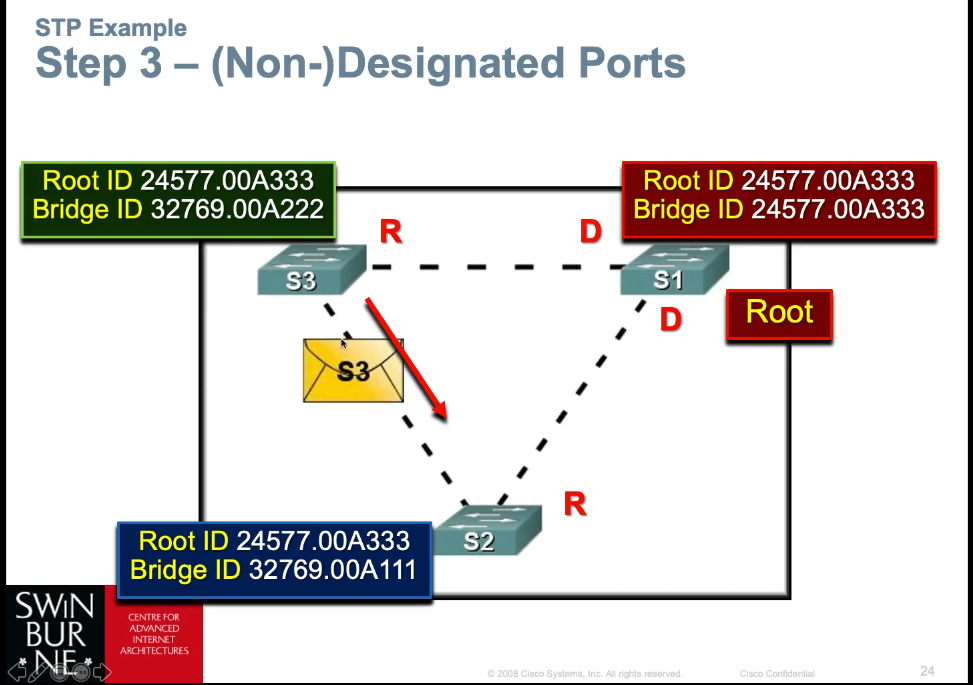 STP Example
Step 3 – (Non-)Designated Ports
Root ID 24577.00A333
Bridge ID 32769.00A222
Root ID 24577.00A333
Bridge ID 24577.00A333
R
D
S3
S1
D
Root
S3
R
S2
Root ID 24577.00A333
Bridge ID 32769.00A111
SWiN
BUR
*NE*
CENTRE FOR
ADVANCED
INTERNET
ARCHITECTURES
© 2008 Cisco Systems, Inc. All rights reserved.
Cisco Confidential
24